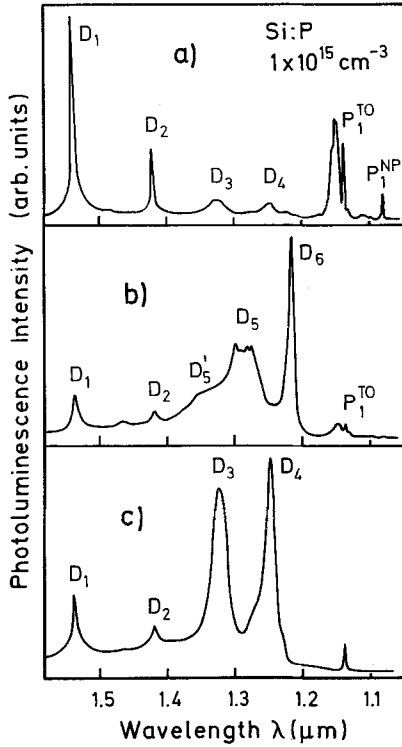 Photoluminescence Intensity (arb. units)
a)
Si:P
1 x 10¹⁵ cm⁻³
D₁
D₂
D₃
D₄
P₁ᵀᴼ
P₁ᴺᴾ
b)
D₁
D₂
D₅'
D₅
D₆
P₁ᵀᴼ
c)
D₁
D₂
D₃
D₄
1.5 1.4 1.3 1.2 1.1
Wavelength λ (μm)